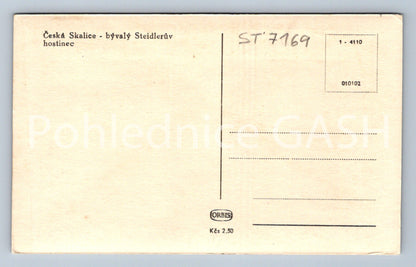 Česká Skalice - bývalý Steidlerův
hostinec
ST 7169
1 - 4110
010102
Pohlednice GASH
ORBIS
Kčs 2,50